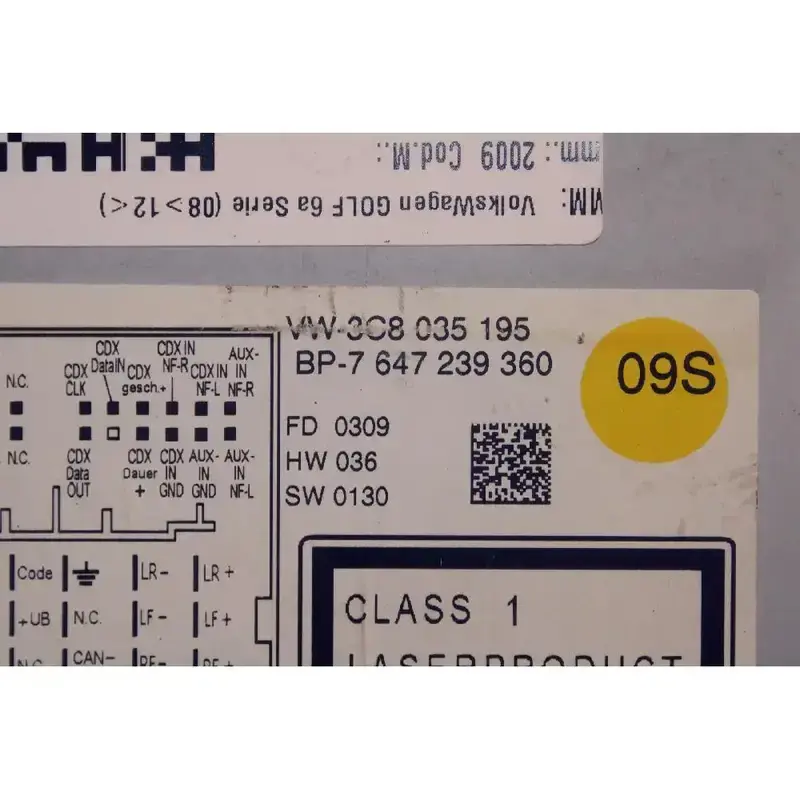 mm.: 2009 Cod.M.:
MM: VolksWagen GOLF 6a Serie (08 > 12 <)
VW-3C8 035 195
BP-7 647 239 360
09S
FD 0309
HW 036
SW 0130
N.C.
CDX CLK
CDX DataIN
CDX gesch.+
CDX IN NF-R
CDX IN NF-L
AUX-IN NF-R
N.C.
CDX Data OUT
CDX Dauer +
CDX IN GND
AUX-IN GND
AUX-IN NF-L
Code LR- LR+
+UB N.C. LF- LF+
N.C. CAN- RF- RF+
CLASS 1
LASERPRODUCT